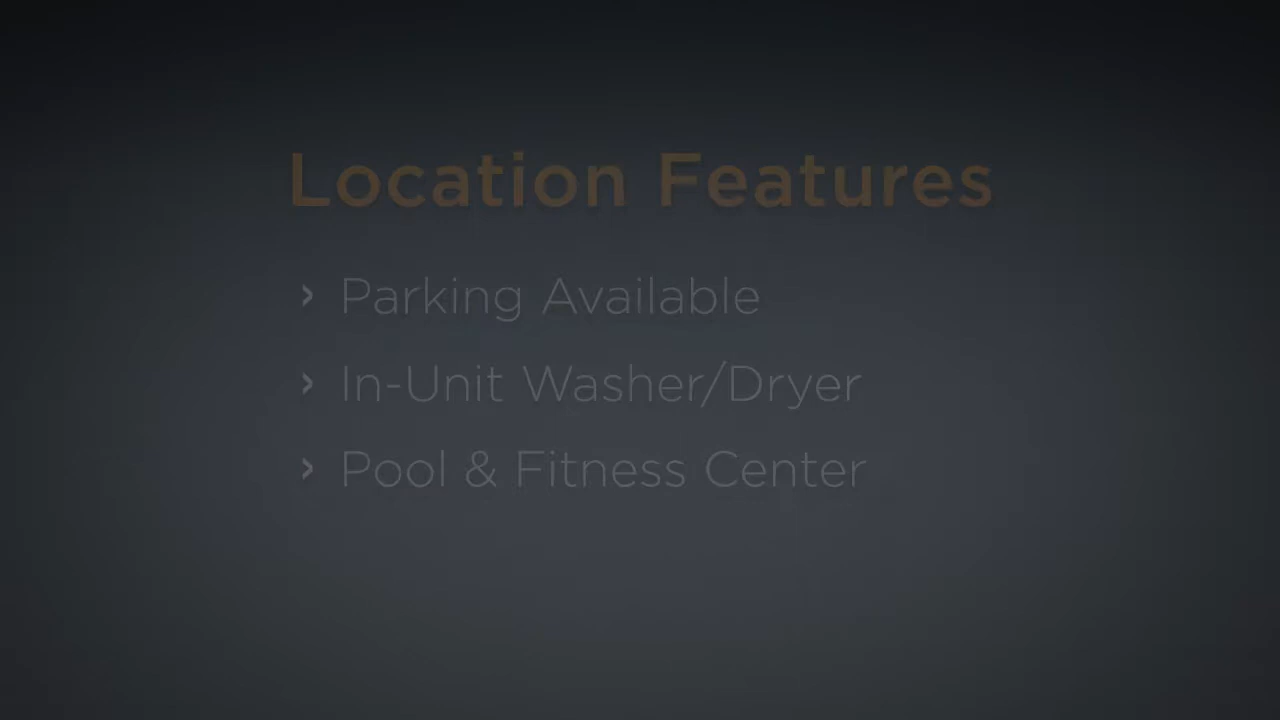 Location Features
› Parking Available
› In-Unit Washer/Dryer
› Pool & Fitness Center